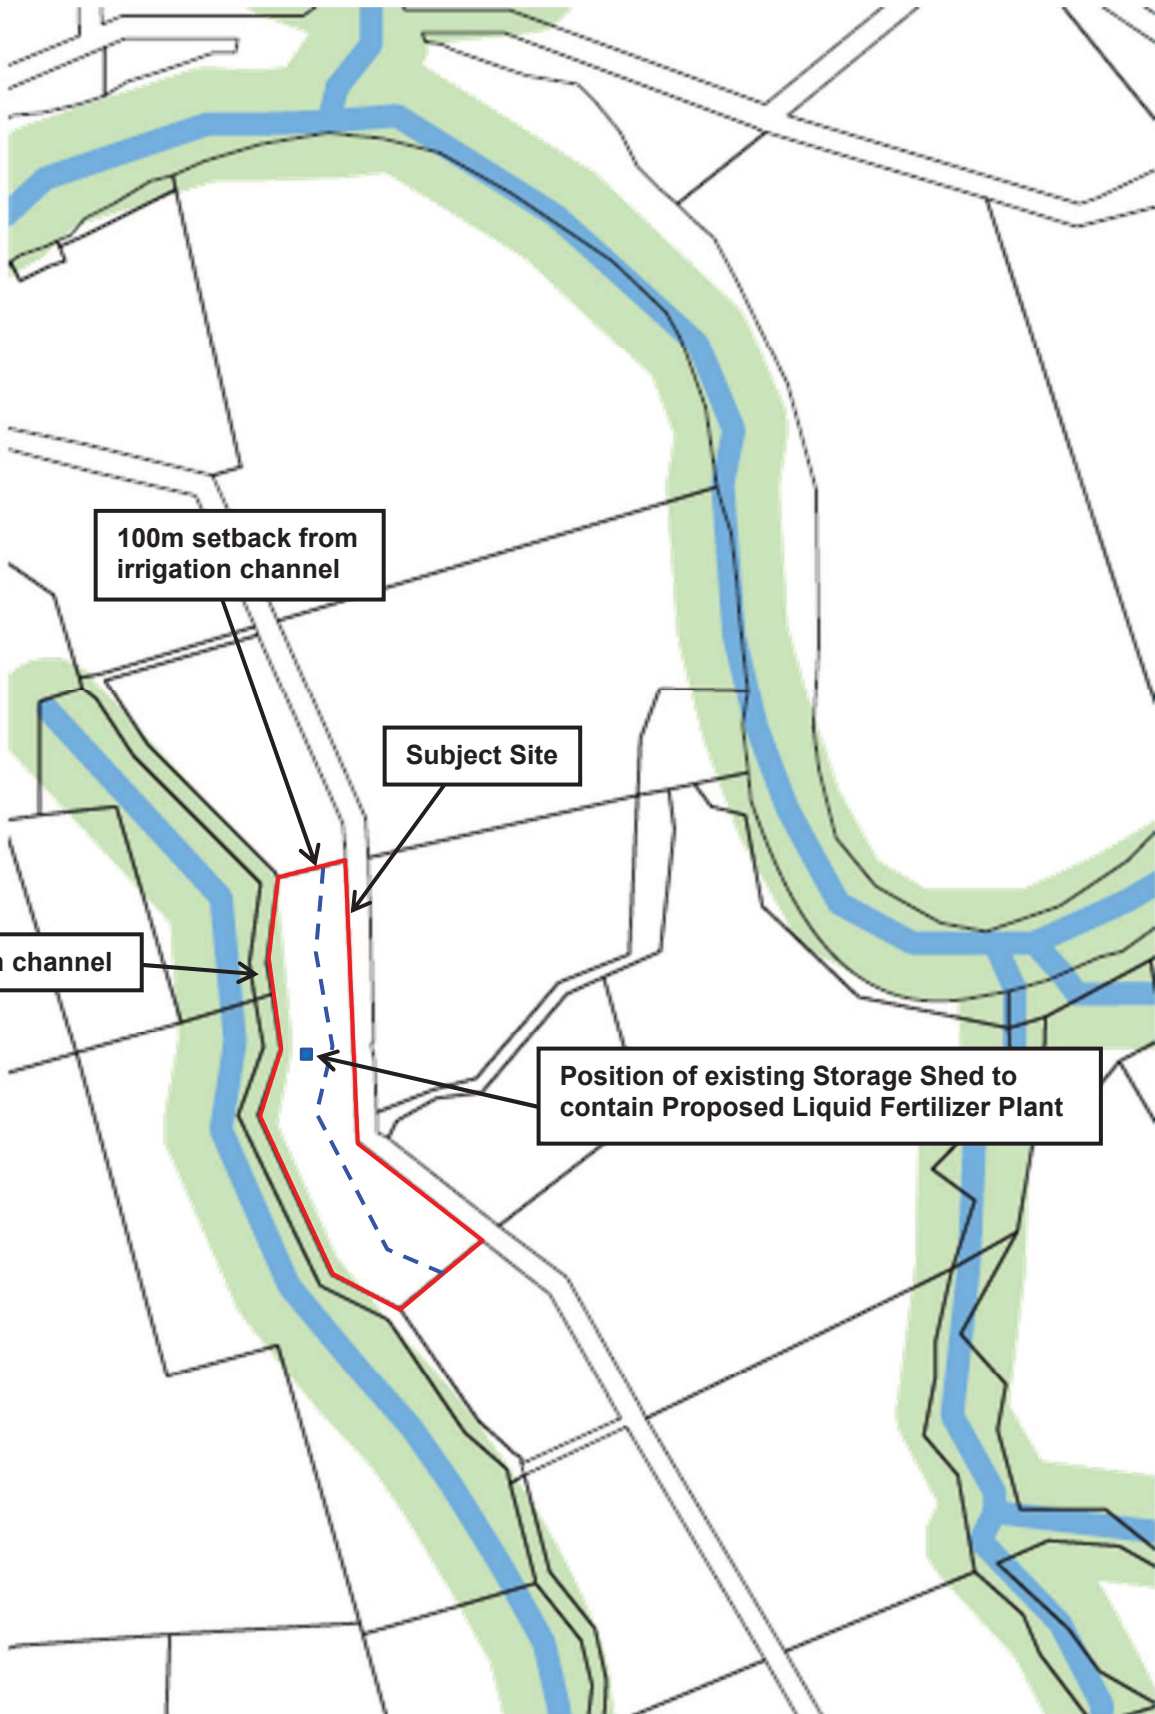 100m setback from
irrigation channel
Subject Site
n channel
Position of existing Storage Shed to
contain Proposed Liquid Fertilizer Plant